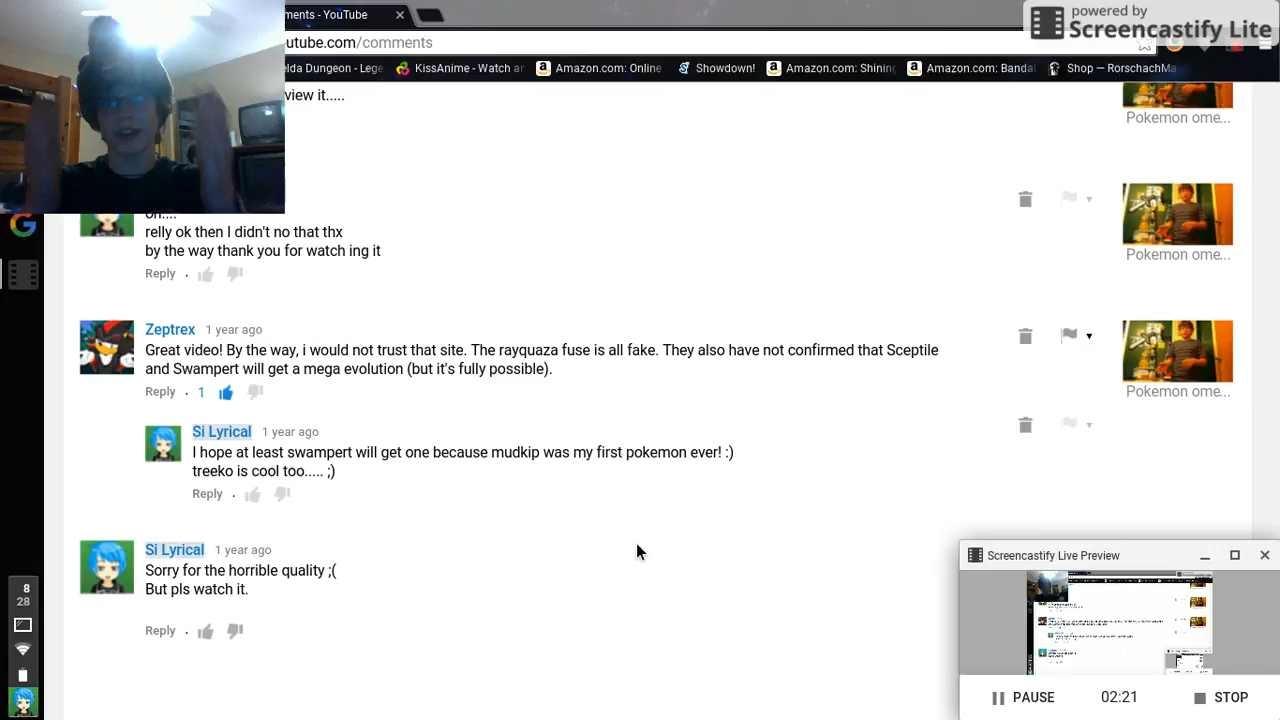 ments - YouTube
powered by
Screencastify Lite
utube.com/comments
elda Dungeon - Lege
KissAnime - Watch an
Amazon.com: Online
Showdown!
Amazon.com: Shining
Amazon.com: Bandai
Shop — RorschachMa
view it.....
Pokemon ome...
oh....
relly ok then I didn't no that thx
by the way thank you for watch ing it
Reply
Pokemon ome...
Zeptrex 1 year ago
Great video! By the way, i would not trust that site. The rayquaza fuse is all fake. They also have not confirmed that Sceptile
and Swampert will get a mega evolution (but it's fully possible).
Reply 1
Pokemon ome...
Si Lyrical 1 year ago
I hope at least swampert will get one because mudkip was my first pokemon ever! :)
treeko is cool too..... ;)
Reply
Si Lyrical 1 year ago
Sorry for the horrible quality ;(
But pls watch it.
Reply
8
28
Screencastify Live Preview
PAUSE 02:21 STOP